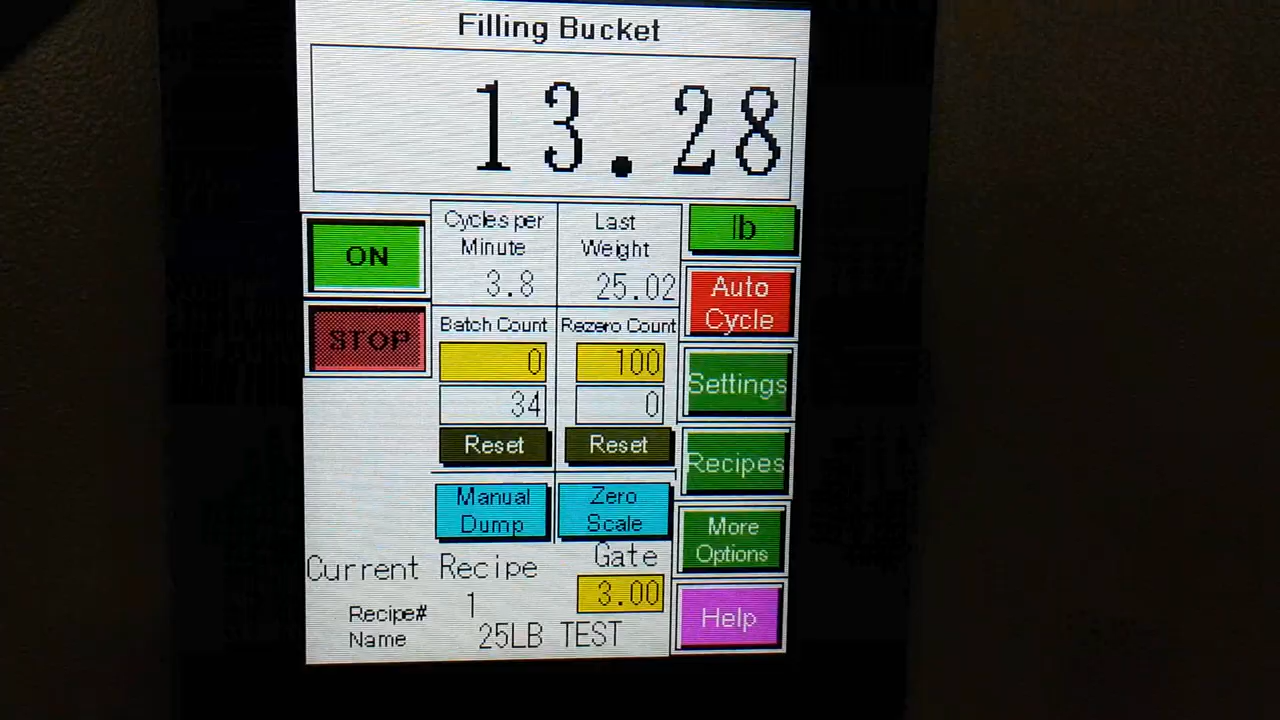 Filling Bucket
13.28
ON
STOP
Cycles per
Minute
3.8
Last
Weight
25.02
lb
Auto
Cycle
Batch Count
0
34
Reset
Rezero Count
100
0
Reset
Settings
Recipes
Manual
Dump
Zero
Scale
More
Options
Current Recipe
Gate
3.00
Recipe# 1
Name 25LB TEST
Help